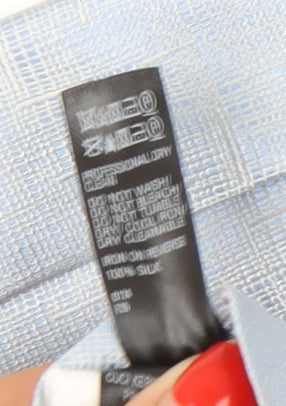 PROFESSIONAL DRY
CLEAN
DO NOT WASH/
DO NOT BLEACH/
DO NOT TUMBLE
DRY/ COOL IRON/
DRY CLEANABLE
IRON ON REVERSE
100% SILK